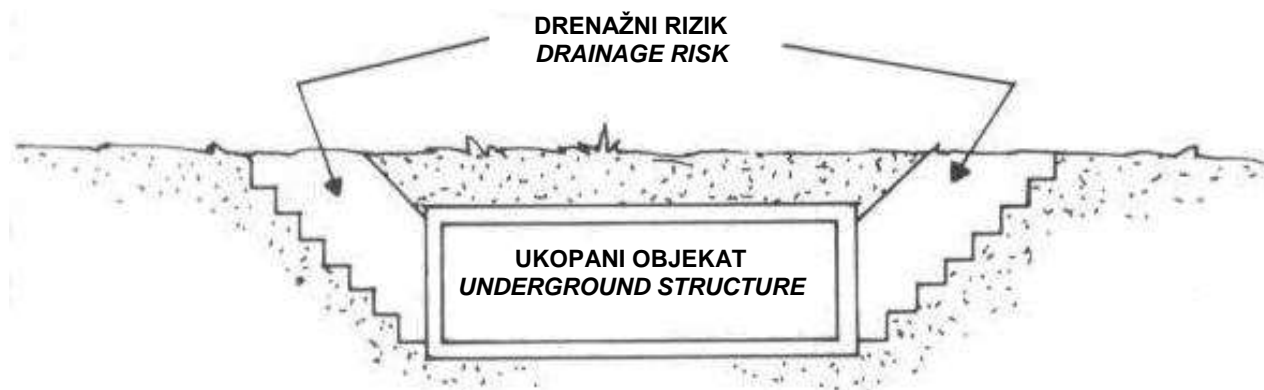 DRENAŽNI RIZIK
DRAINAGE RISK
UKOPANI OBJEKAT
UNDERGROUND STRUCTURE